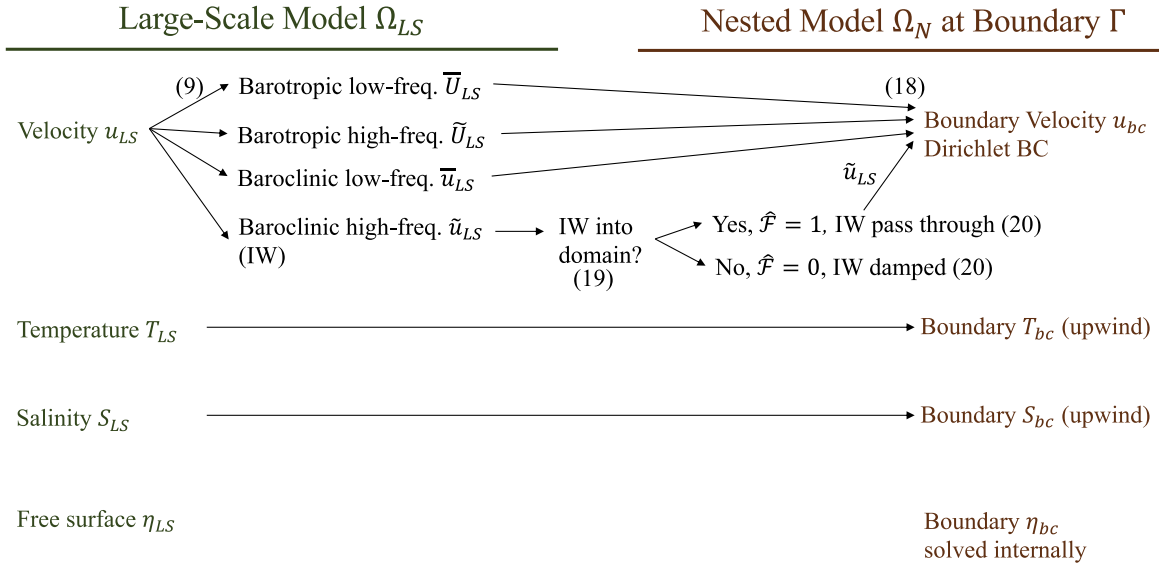 Large-Scale Model Ω_LS
Nested Model Ω_N at Boundary Γ
(9)
Barotropic low-freq. U̅_LS
(18)
Velocity u_LS
Barotropic high-freq. Ũ_LS
Boundary Velocity u_bc
Dirichlet BC
Baroclinic low-freq. u̅_LS
ũ_LS
Baroclinic high-freq. ũ_LS
(IW)
IW into
domain?
(19)
Yes, ℱ̂ = 1, IW pass through (20)
No, ℱ̂ = 0, IW damped (20)
Temperature T_LS
Boundary T_bc (upwind)
Salinity S_LS
Boundary S_bc (upwind)
Free surface η_LS
Boundary η_bc
solved internally